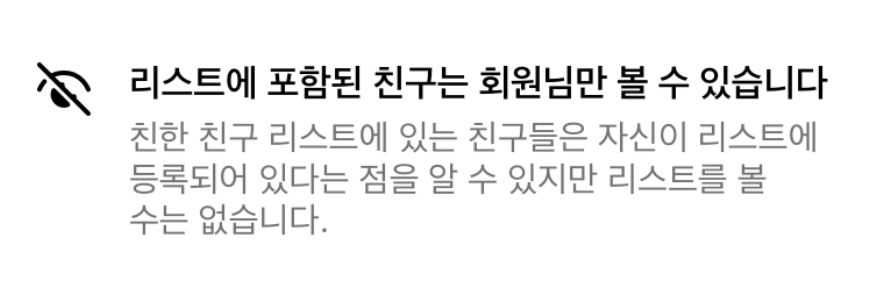 리스트에 포함된 친구는 회원님만 볼 수 있습니다
친한 친구 리스트에 있는 친구들은 자신이 리스트에
등록되어 있다는 점을 알 수 있지만 리스트를 볼
수는 없습니다.